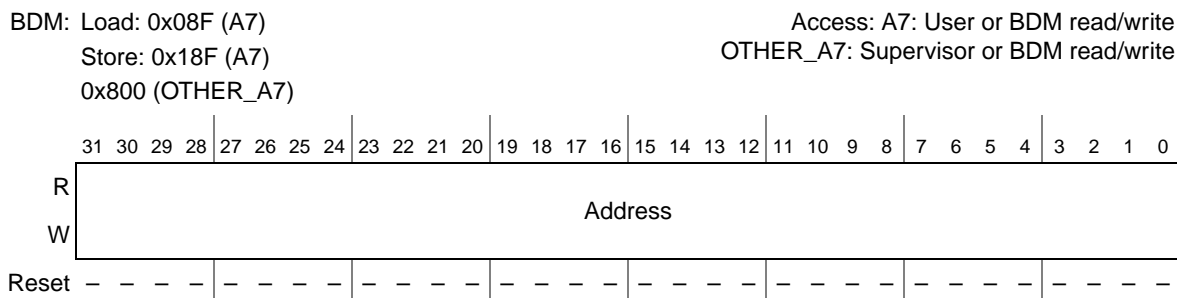 BDM: Load: 0x08F (A7)
Store: 0x18F (A7)
0x800 (OTHER_A7)
Access: A7: User or BDM read/write
OTHER_A7: Supervisor or BDM read/write
31 30 29 28 27 26 25 24 23 22 21 20 19 18 17 16 15 14 13 12 11 10 9 8 7 6 5 4 3 2 1 0
R
Address
W
Reset – – – – – – – – – – – – – – – – – – – – – – – – – – – – – – – –